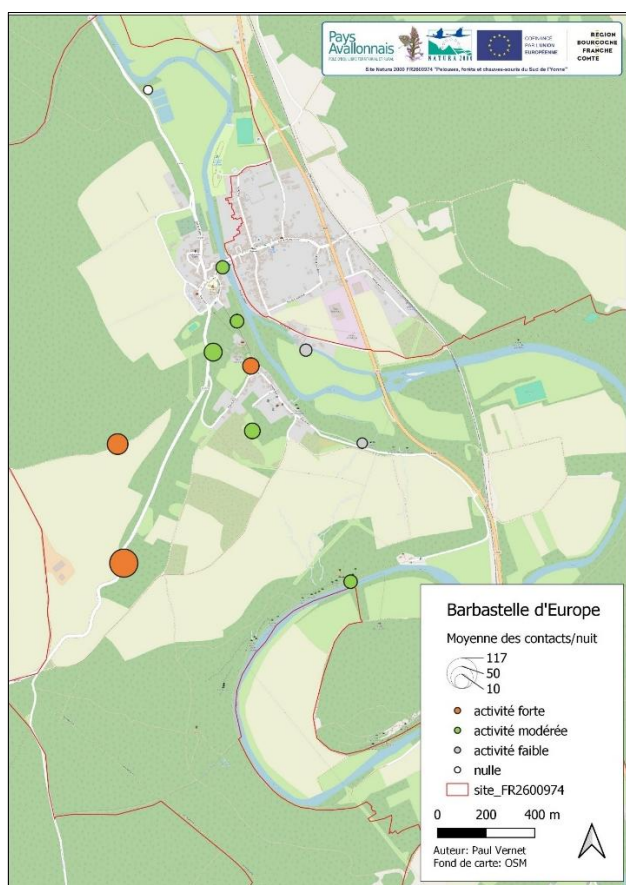 Pays
Avallonnais
NATURA 2000
COFINANCÉ
PAR L'UNION
EUROPÉENNE
RÉGION
BOURGOGNE
FRANCHE
COMTÉ
Site Natura 2000 FR2600974 "Pelouses, forêts et chauves-souris du Sud de l'Yonne"
Barbastelle d'Europe
Moyenne des contacts/nuit
117
50
10
activité forte
activité modérée
activité faible
nulle
site_FR2600974
0 200 400 m
Auteur: Paul Vernet
Fond de carte: OSM